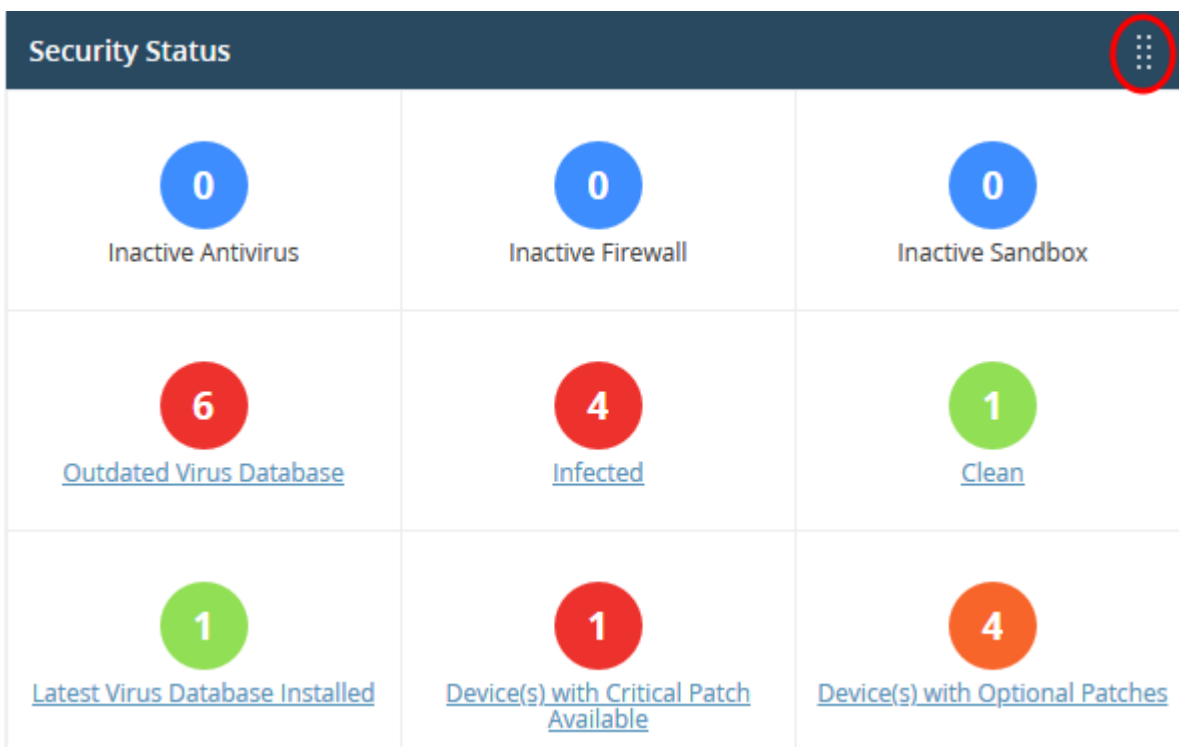 Security Status
0
Inactive Antivirus
0
Inactive Firewall
0
Inactive Sandbox
6
Outdated Virus Database
4
Infected
1
Clean
1
Latest Virus Database Installed
1
Device(s) with Critical Patch
Available
4
Device(s) with Optional Patches